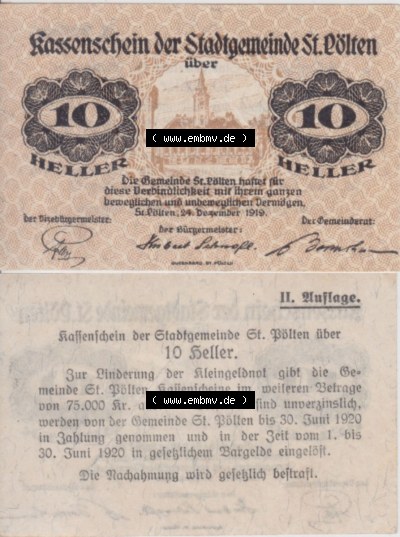 Kassenschein der Stadtgemeinde St. Pölten
über
10 HELLER
10 HELLER
( www.embmv.de )
Die Gemeinde St. Pölten haftet für
diese Verbindlichkeit mit ihrem ganzen
beweglichen und unbeweglichen Vermögen.
St. Pölten, 24. Dezember 1919.
der Vizebürgermeister:
der Bürgermeister:
Der Gemeinderat:
II. Auflage.
Kassenschein der Stadtgemeinde St. Pölten über
10 Heller.
Zur Linderung der Kleingeldnot gibt die Ge-
meinde St. Pölten Kassenscheine im weiteren Betrage
von 75.000 Kr. a
( www.embmv.de )
ind unverzinslich,
werden von der Gemeinde St. Pölten bis 30. Juni 1920
in Zahlung genommen und in der Zeit vom 1. bis
30. Juni 1920 in gesetzlichem Bargelde eingelöst.
Die Nachahmung wird gesetzlich bestraft.